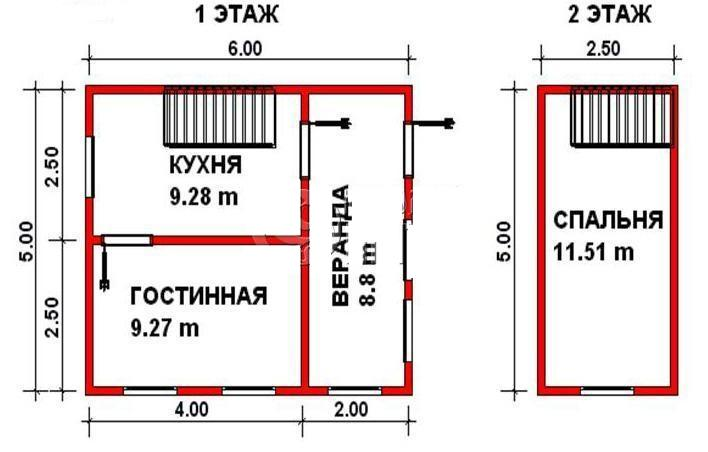 1 ЭТАЖ
2 ЭТАЖ
6.00
2.50
КУХНЯ
9.28 m
2.50
5.00
2.50
ГОСТИННАЯ
9.27 m
ВЕРАНДА
8.8 m
4.00
2.00
5.00
СПАЛЬНЯ
11.51 m